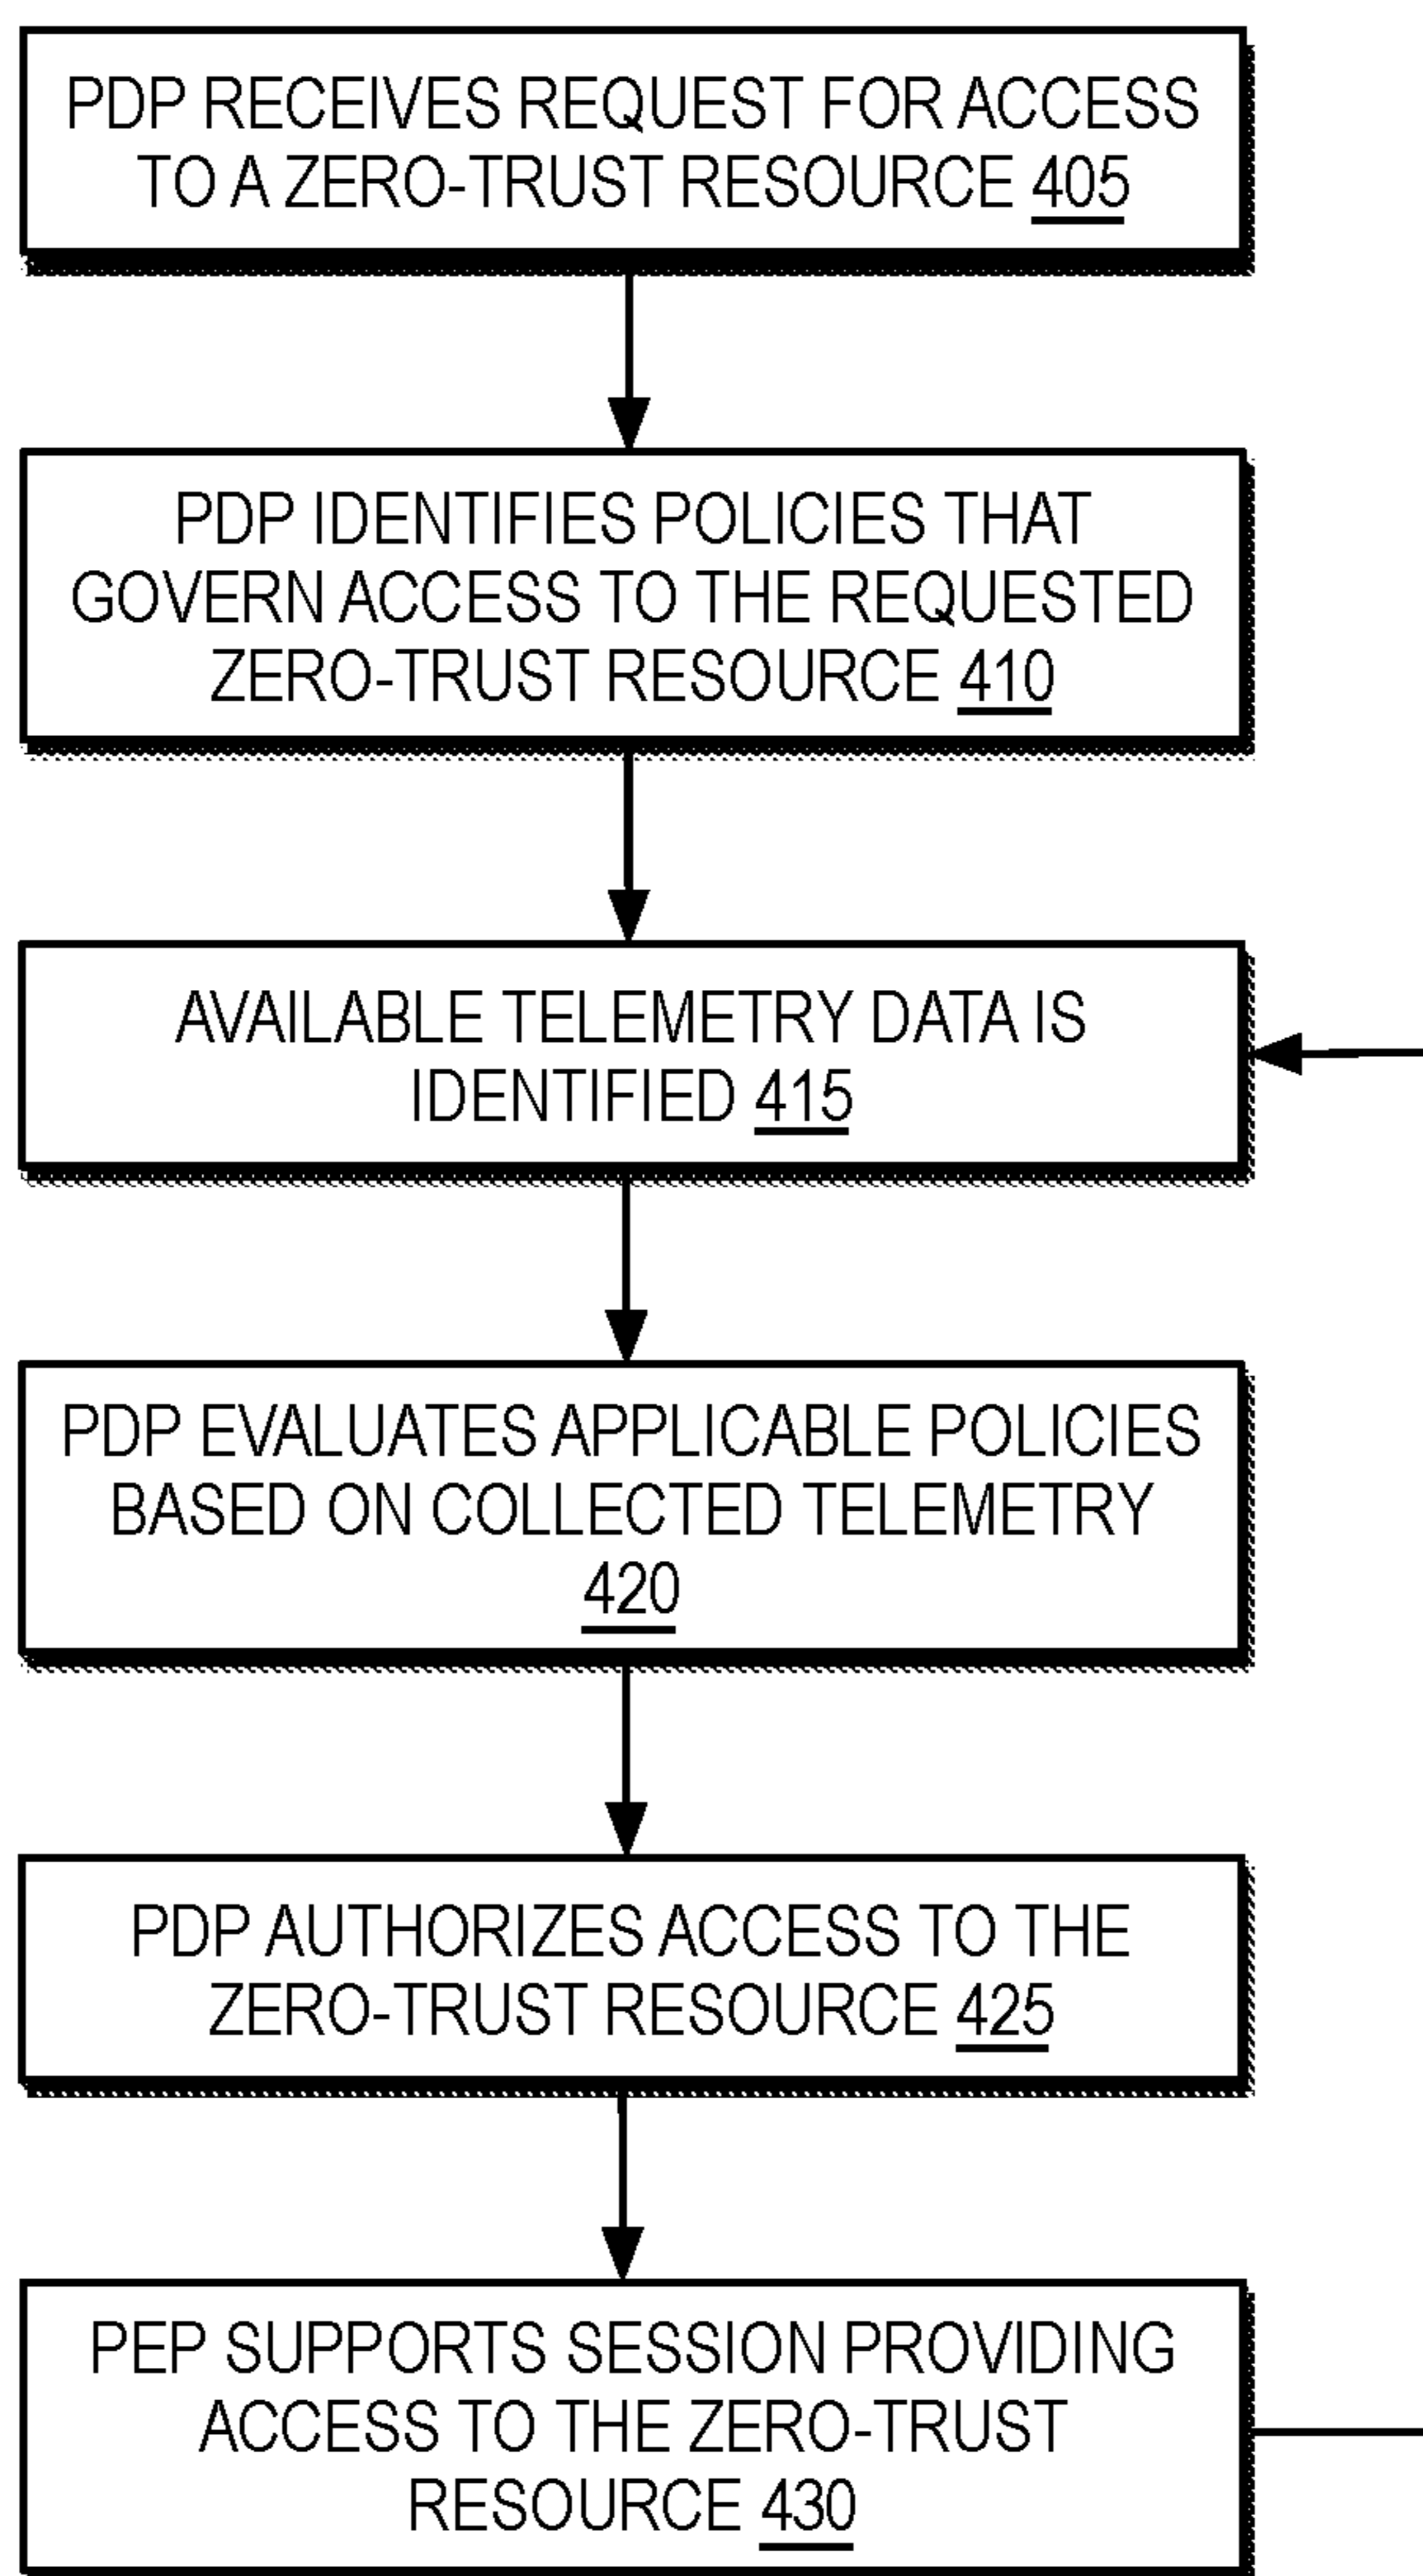 PDP RECEIVES REQUEST FOR ACCESS
TO A ZERO-TRUST RESOURCE 405
PDP IDENTIFIES POLICIES THAT
GOVERN ACCESS TO THE REQUESTED
ZERO-TRUST RESOURCE 410
AVAILABLE TELEMETRY DATA IS
IDENTIFIED 415
PDP EVALUATES APPLICABLE POLICIES
BASED ON COLLECTED TELEMETRY
420
PDP AUTHORIZES ACCESS TO THE
ZERO-TRUST RESOURCE 425
PEP SUPPORTS SESSION PROVIDING
ACCESS TO THE ZERO-TRUST
RESOURCE 430